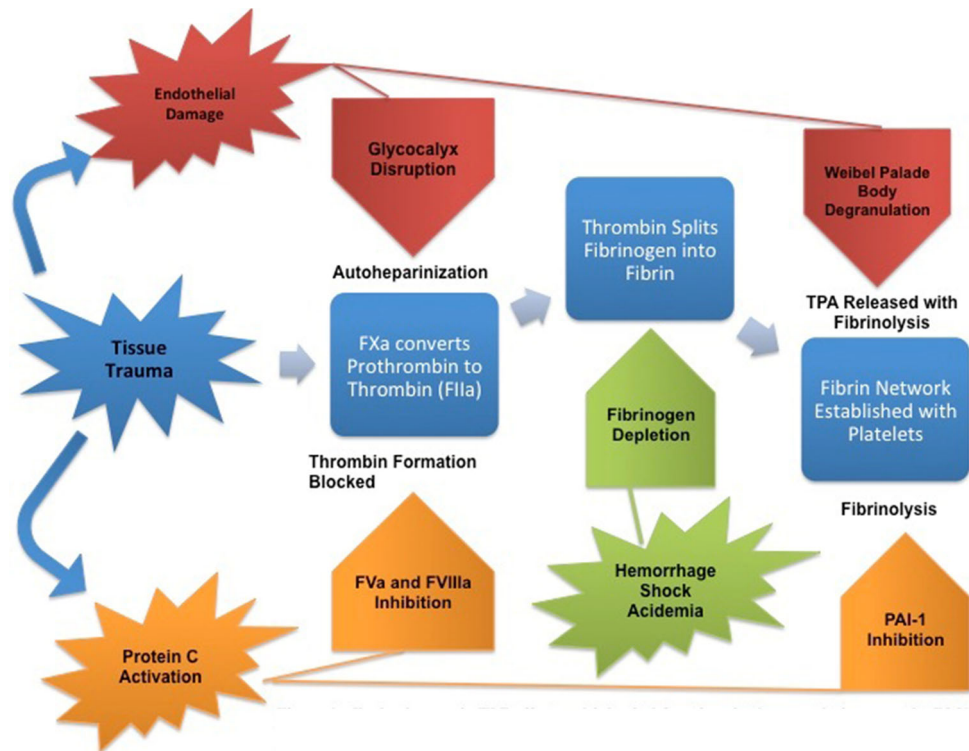 Endothelial
Damage
Glycocalyx
Disruption
Weibel Palade
Body
Degranulation
Thrombin Splits
Fibrinogen into
Fibrin
Autoheparinization
TPA Released with
Fibrinolysis
Tissue
Trauma
FXa converts
Prothrombin to
Thrombin (FIIa)
Fibrinogen
Depletion
Fibrin Network
Established with
Platelets
Thrombin Formation
Blocked
Fibrinolysis
FVa and FVIIIa
Inhibition
Hemorrhage
Shock
Acidemia
PAI-1
Inhibition
Protein C
Activation